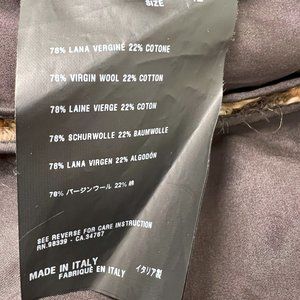 SIZE
78% LANA VERGINE 22% COTONE
78% VIRGIN WOOL 22% COTTON
78% LAINE VIERGE 22% COTON
78% SCHURWOLLE 22% BAUMWOLLE
78% LANA VIRGEN 22% ALGODÓN
78% バージンウール 22% 綿
SEE REVERSE FOR CARE INSTRUCTION
RN. 98339 - CA. 34767
MADE IN ITALY イタリア製
FABRIQUÉ EN ITALY